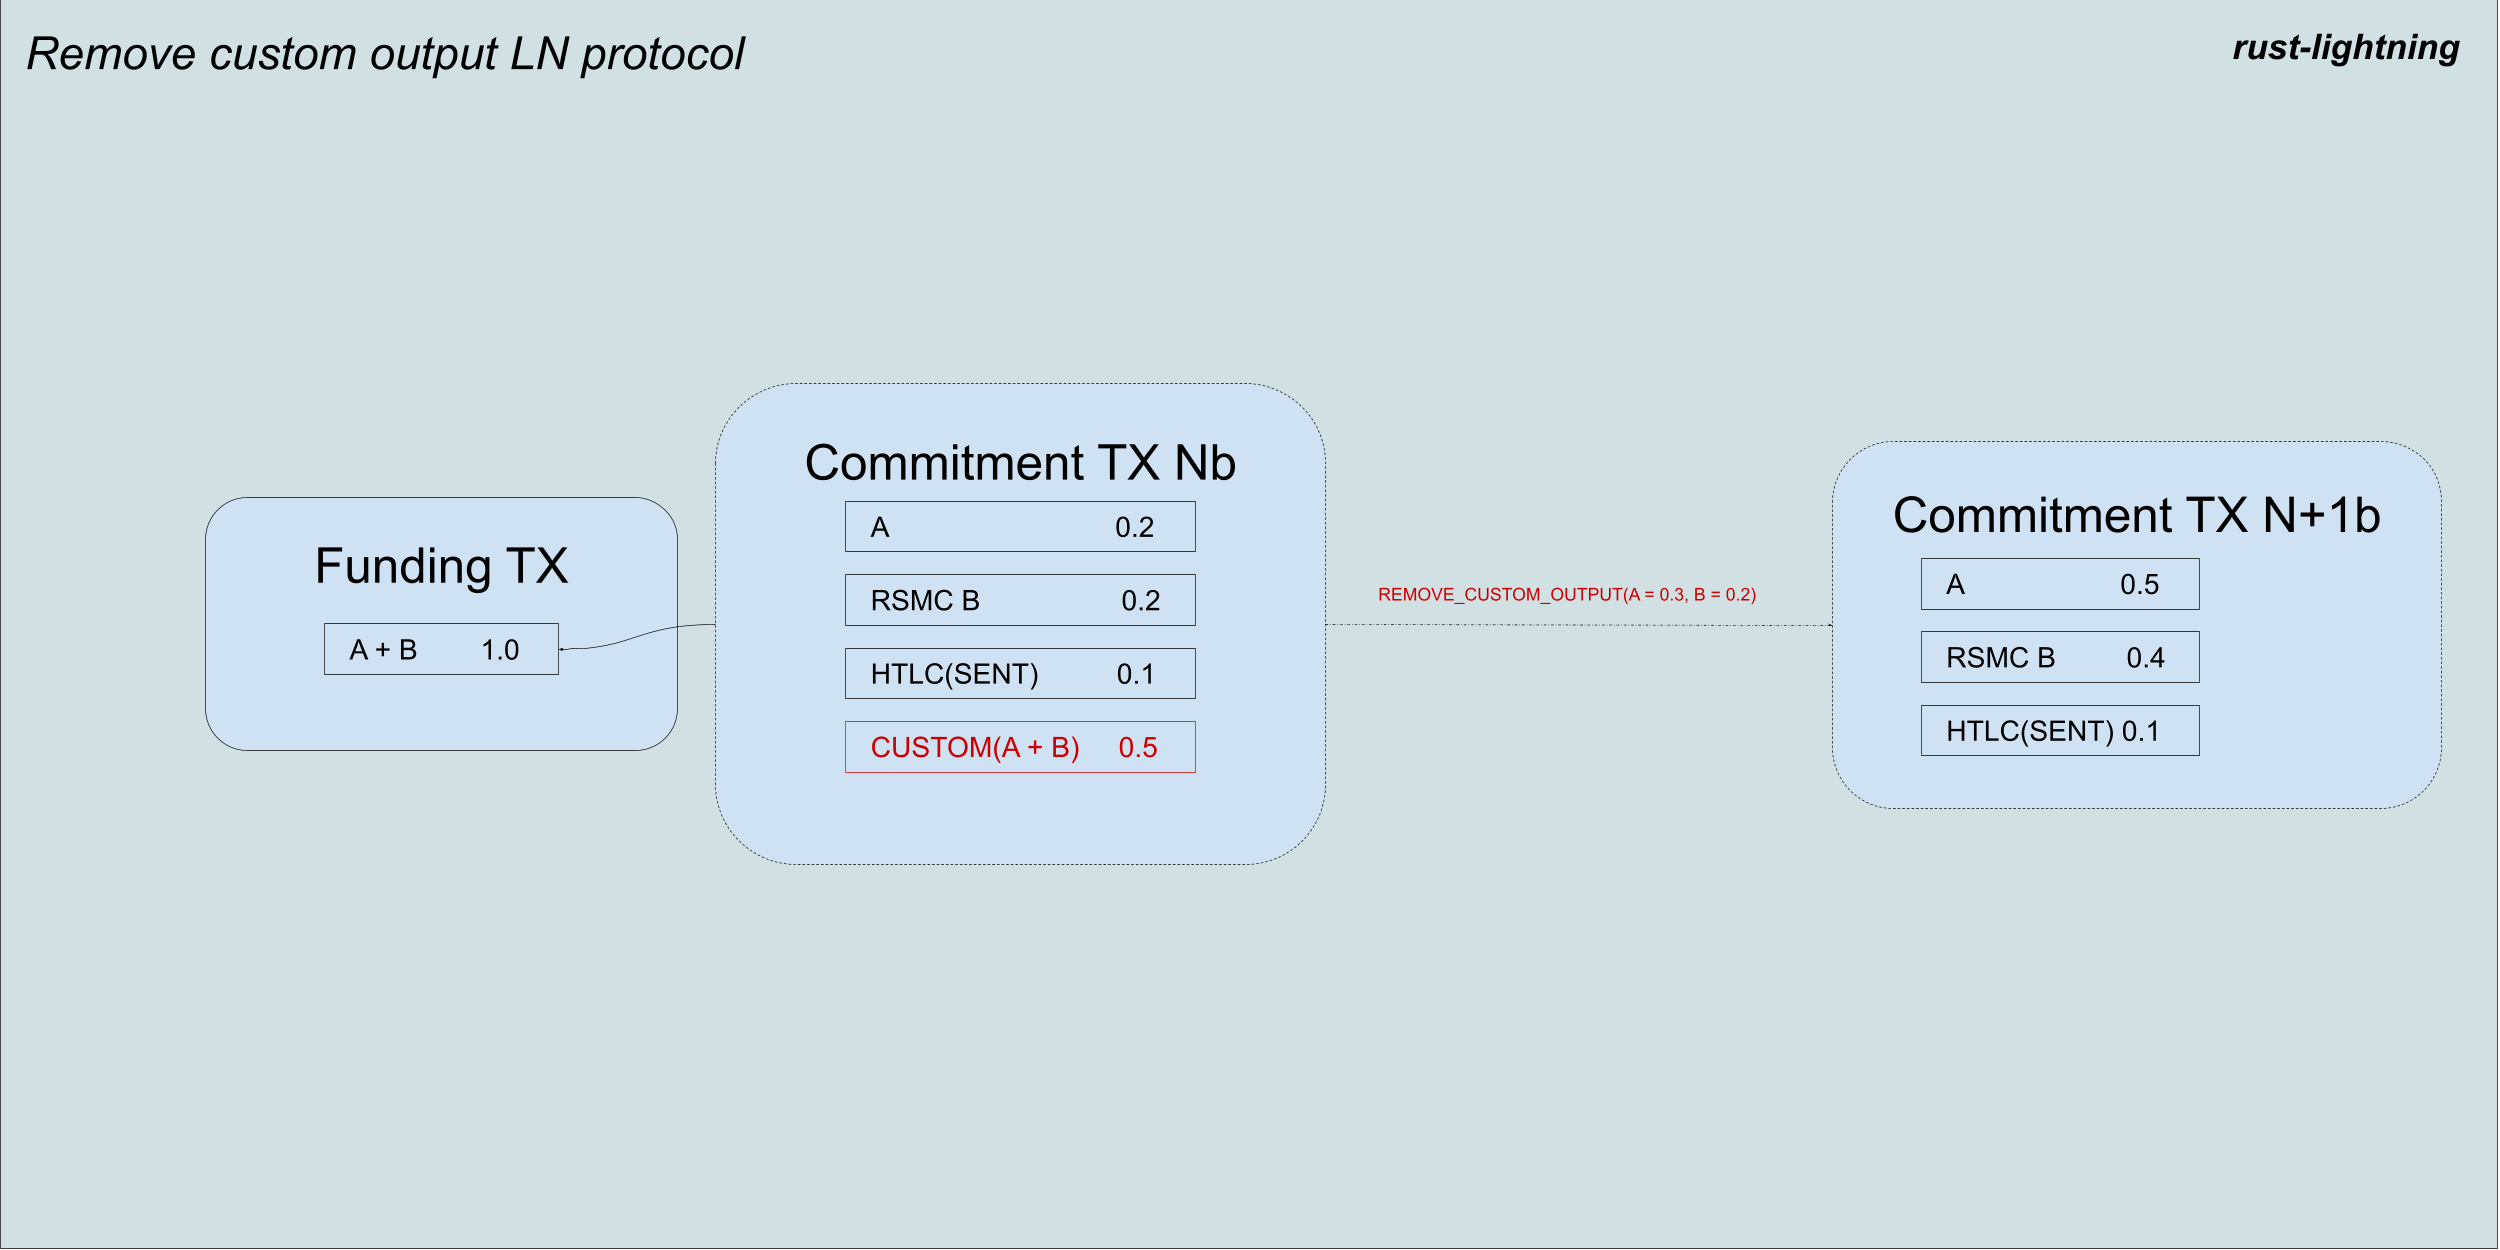 Remove custom output LN protocol
rust-lightning
Funding TX
A + B 1.0
Commitment TX Nb
A 0.2
RSMC B 0.2
HTLC(SENT) 0.1
CUSTOM(A + B) 0.5
REMOVE_CUSTOM_OUTPUT(A = 0.3, B = 0.2)
Commitment TX N+1b
A 0.5
RSMC B 0.4
HTLC(SENT) 0.1